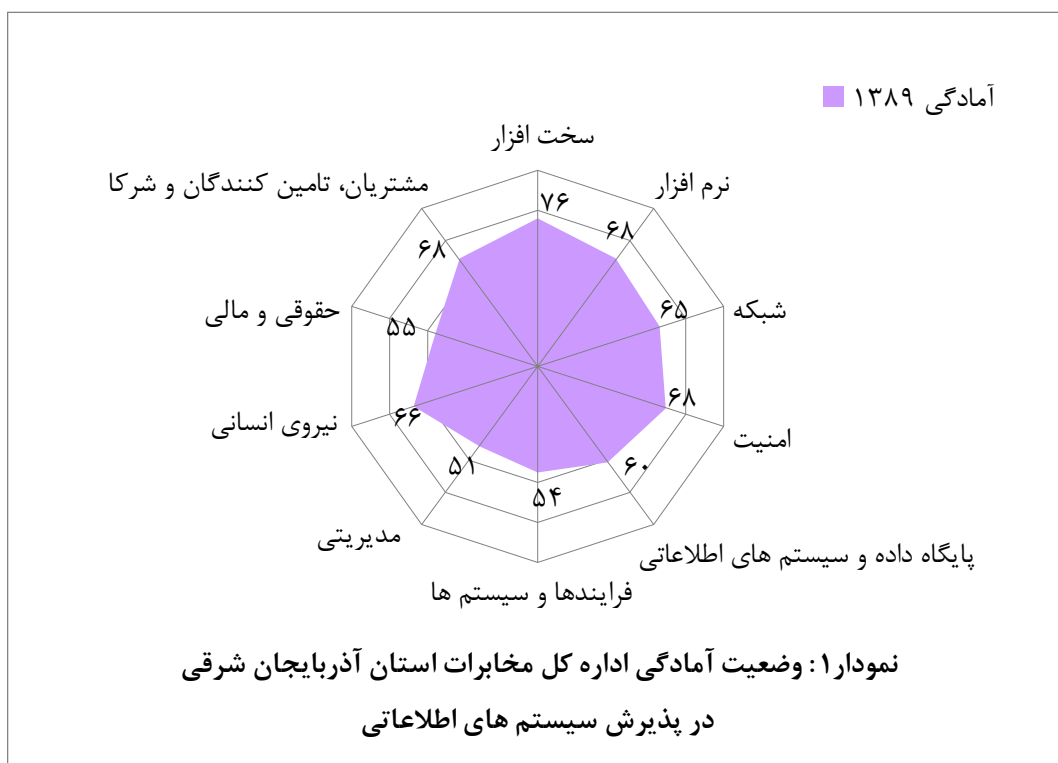 آمادگی ۱۳۸۹
سخت افزار
۷۶
نرم افزار
۶۸
شبکه
۶۵
امنیت
۶۸
پایگاه داده و سیستم های اطلاعاتی
۶۰
فرایندها و سیستم ها
۵۴
مدیریتی
۵۱
نیروی انسانی
۶۶
حقوقی و مالی
۵۵
مشتریان، تامین کنندگان و شرکا
۶۸
نمودار۱: وضعیت آمادگی اداره کل مخابرات استان آذربایجان شرقی
در پذیرش سیستم های اطلاعاتی